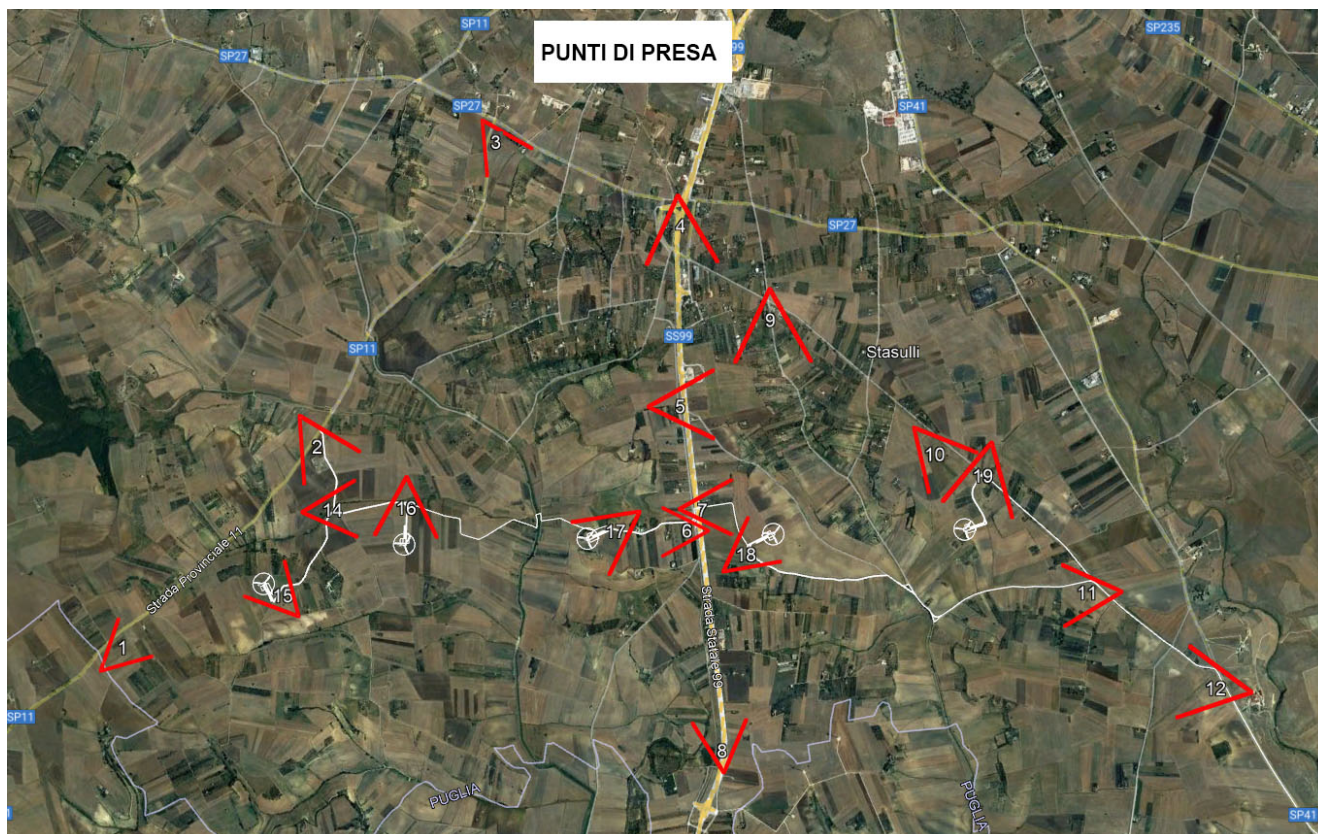 SP11
SP235
PUNTI DI PRESA
99
SP27
SP27
SP41
3
4
SP27
9
SS99
SP11
Stasulli
5
2
10
19
14
16
7
17
6
18
Strada Provinciale 11
15
11
Strada Statale 99
1
12
SP11
8
PUGLIA
PUGLIA
SP41